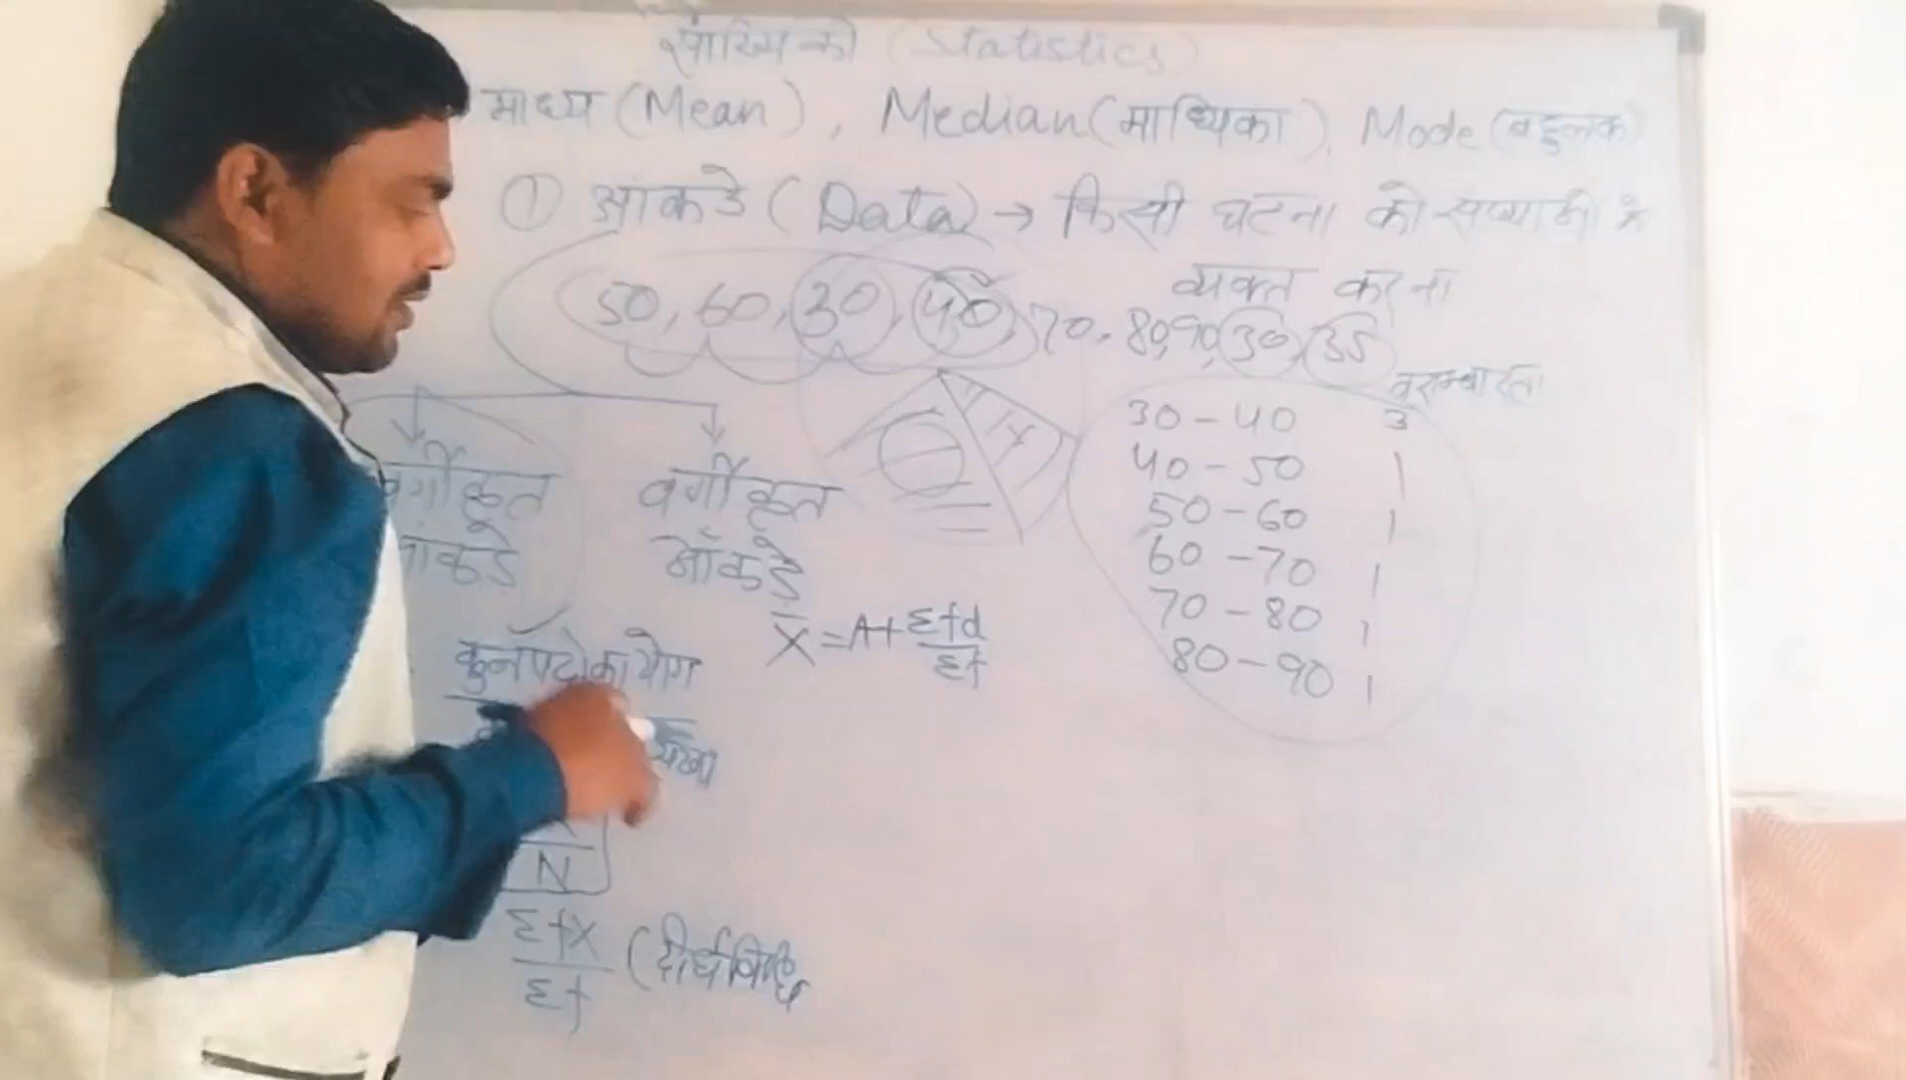 सांख्यिकी (Statistics)
माध्य (Mean), Median (माध्यिका), Mode (बहुलक)
① आंकडे (Data) → किसी घटना को संख्याओं मे
व्यक्त करना
50, 60, 30, 40, 70, 80, 90, 30, 35
वारम्बारता
30 - 40 3
40 - 50 1
50 - 60 1
60 - 70 1
70 - 80 1
80 - 90 1
वर्गीकृत
आंकडे
वर्गीकृत
आँकडे
कुल पदो का योग
X̄ = A + Σfd / Σf
N
ΣfX / Σf (दीर्घ विधि